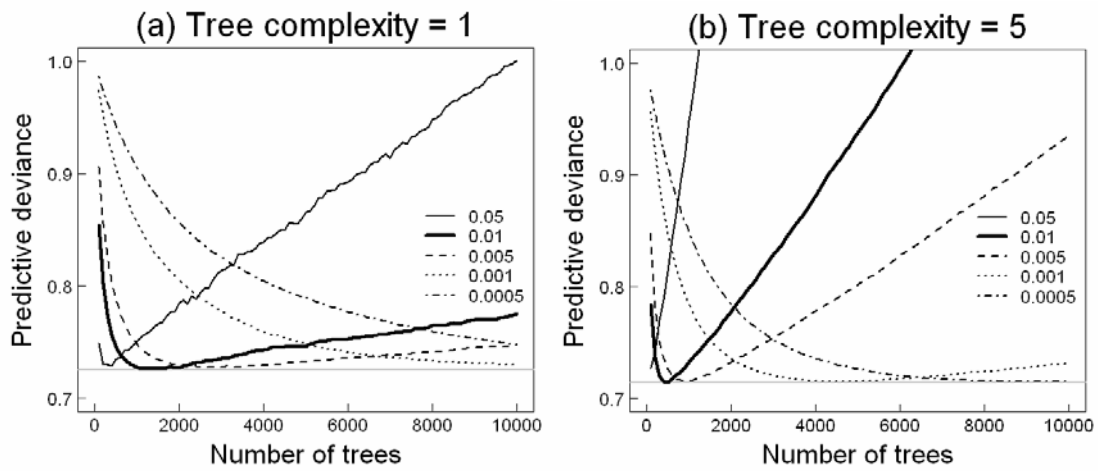 (a) Tree complexity = 1
Predictive deviance
1.0
0.9
0.8
0.7
0.05
0.01
0.005
0.001
0.0005
0 2000 4000 6000 8000 10000
Number of trees
(b) Tree complexity = 5
Predictive deviance
1.0
0.9
0.8
0.7
0.05
0.01
0.005
0.001
0.0005
0 2000 4000 6000 8000 10000
Number of trees